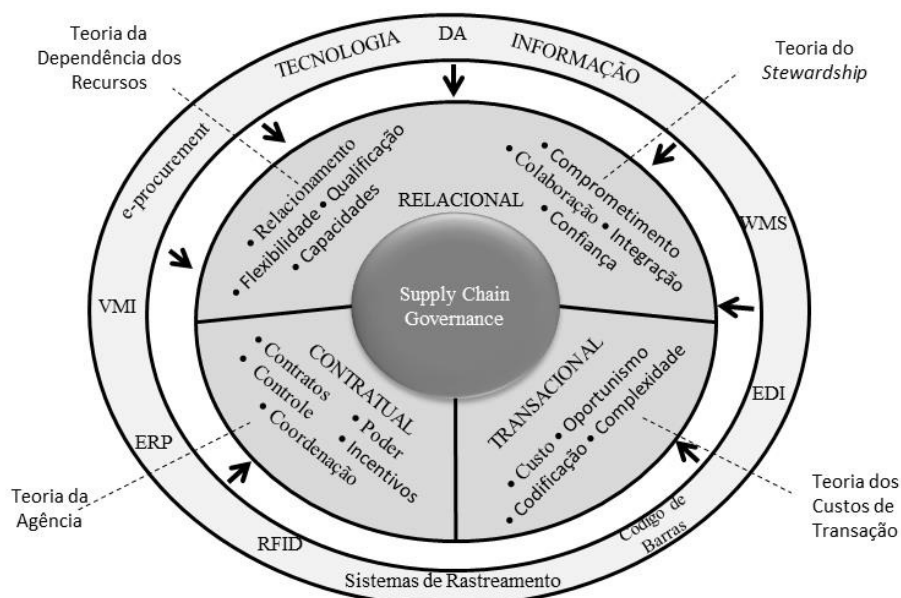 Teoria da
Dependência dos
Recursos
TECNOLOGIA DA INFORMAÇÃO
Teoria do
Stewardship
e-procurement
VMI
ERP
RFID
Sistemas de Rastreamento
Código de
Barras
EDI
WMS
RELACIONAL
• Relacionamento
• Flexibilidade • Qualificação
• Capacidades
• Comprometimento
• Colaboração • Integração
• Confiança
Supply Chain
Governance
CONTRATUAL
• Contratos
• Controle • Poder
• Coordenação • Incentivos
TRANSACIONAL
• Custo • Oportunismo
• Codificação • Complexidade
Teoria da
Agência
Teoria dos
Custos de
Transação